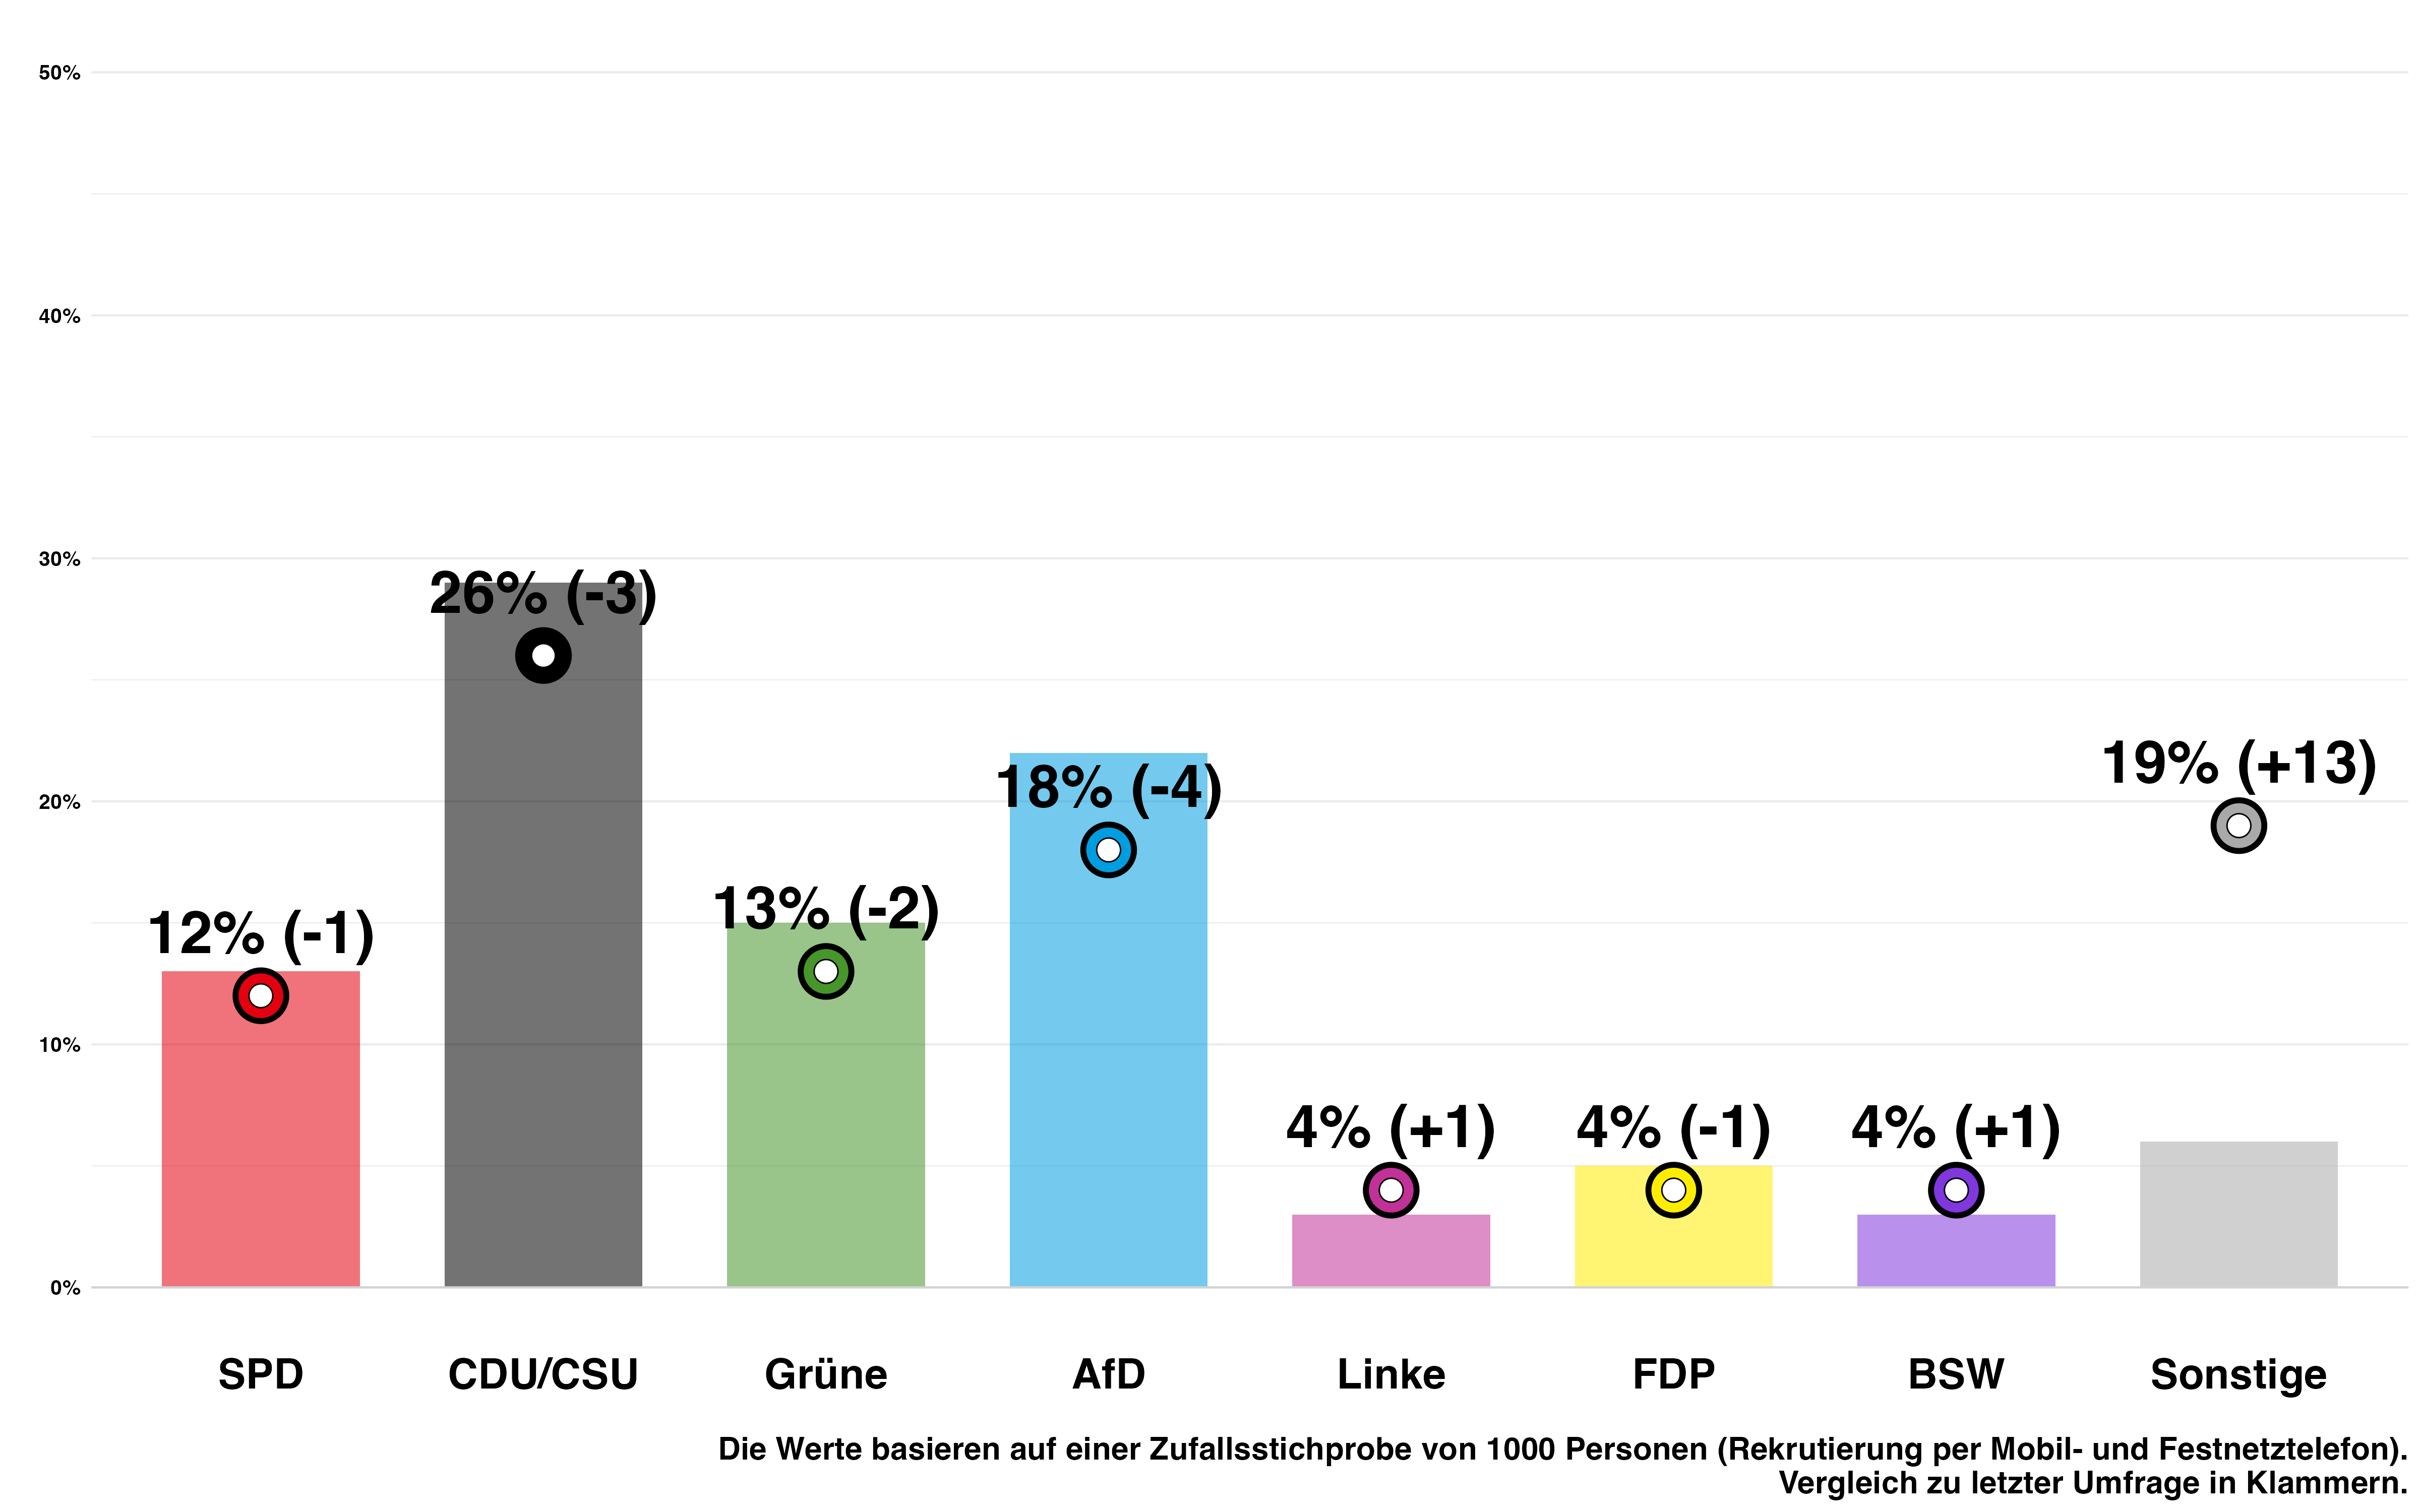 50%
40%
30%
20%
10%
0%
12% (-1)
26% (-3)
13% (-2)
18% (-4)
4% (+1)
4% (-1)
4% (+1)
19% (+13)
SPD
CDU/CSU
Grüne
AfD
Linke
FDP
BSW
Sonstige
Die Werte basieren auf einer Zufallsstichprobe von 1000 Personen (Rekrutierung per Mobil- und Festnetztelefon).
Vergleich zu letzter Umfrage in Klammern.